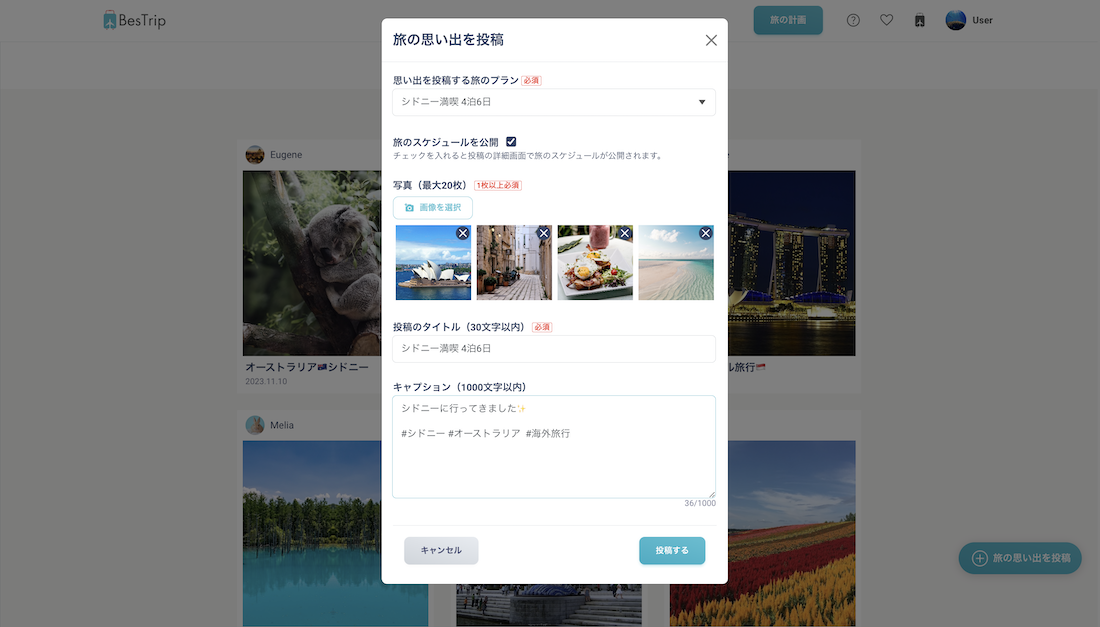 BesTrip
旅の計画
User
旅の思い出を投稿
思い出を投稿する旅のプラン 必須
シドニー満喫 4泊6日
旅のスケジュールを公開
チェックを入れると投稿の詳細画面で旅のスケジュールが公開されます。
写真（最大20枚） 1枚以上必須
画像を選択
投稿のタイトル（30文字以内） 必須
シドニー満喫 4泊6日
キャプション（1000文字以内）
シドニーに行ってきました✨
#シドニー #オーストラリア #海外旅行
36/1000
キャンセル
投稿する
Eugene
オーストラリア🇦🇺シドニー
2023.11.10
ル旅行🇸🇬
Melia
旅の思い出を投稿